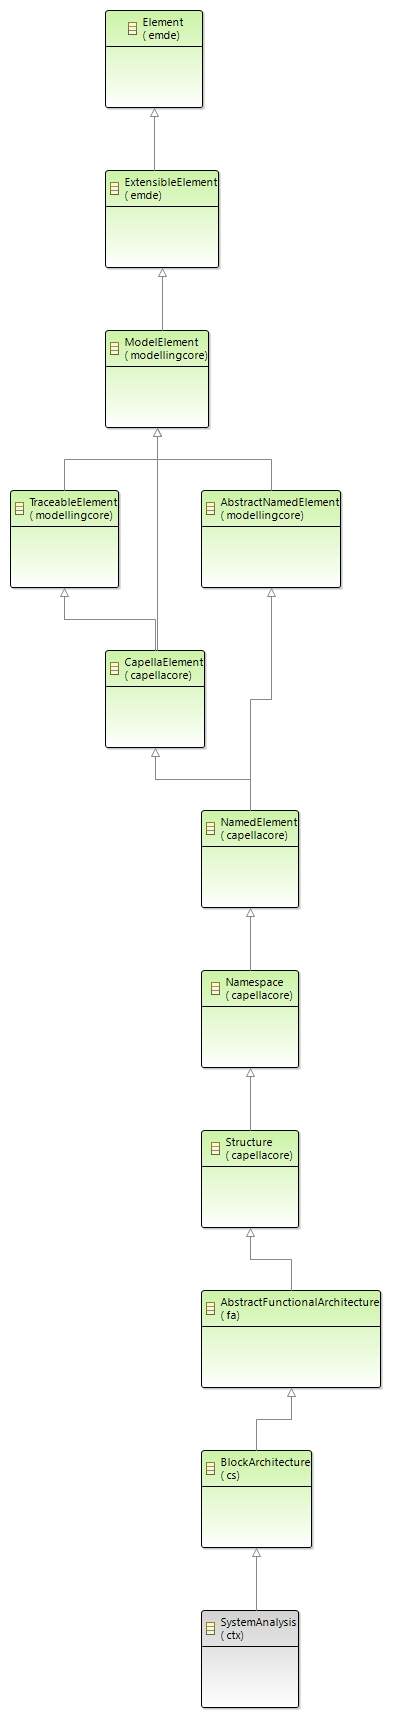 Element
( emde)
ExtensibleElement
( emde)
ModelElement
( modellingcore)
TraceableElement
( modellingcore)
AbstractNamedElement
( modellingcore)
CapellaElement
( capellacore)
NamedElement
( capellacore)
Namespace
( capellacore)
Structure
( capellacore)
AbstractFunctionalArchitecture
( fa)
BlockArchitecture
( cs)
SystemAnalysis
( ctx)